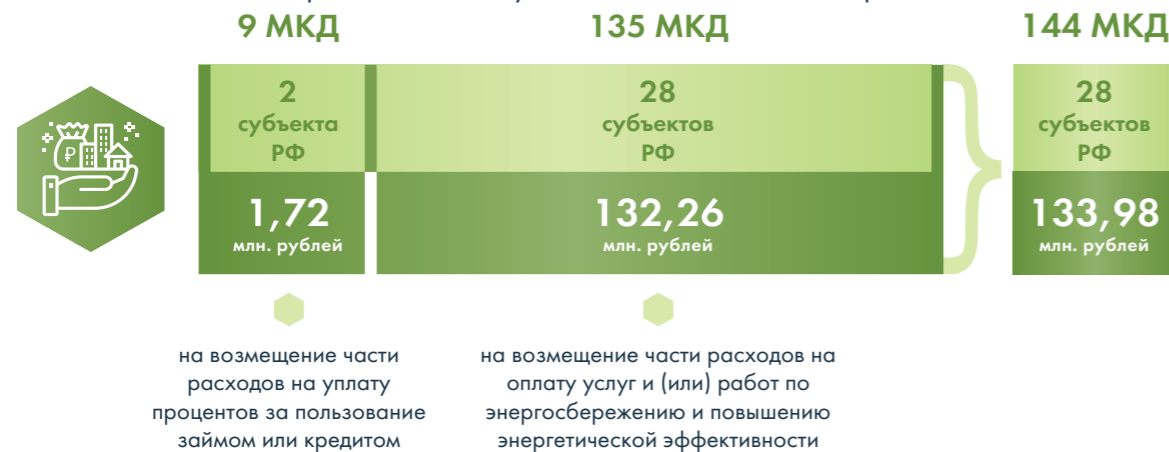 9 МКД
135 МКД
144 МКД
2
субъекта
РФ
28
субъектов
РФ
28
субъектов
РФ
1,72
млн. рублей
132,26
млн. рублей
133,98
млн. рублей
на возмещение части
расходов на уплату
процентов за пользование
займом или кредитом
на возмещение части расходов на
оплату услуг и (или) работ по
энергосбережению и повышению
энергетической эффективности